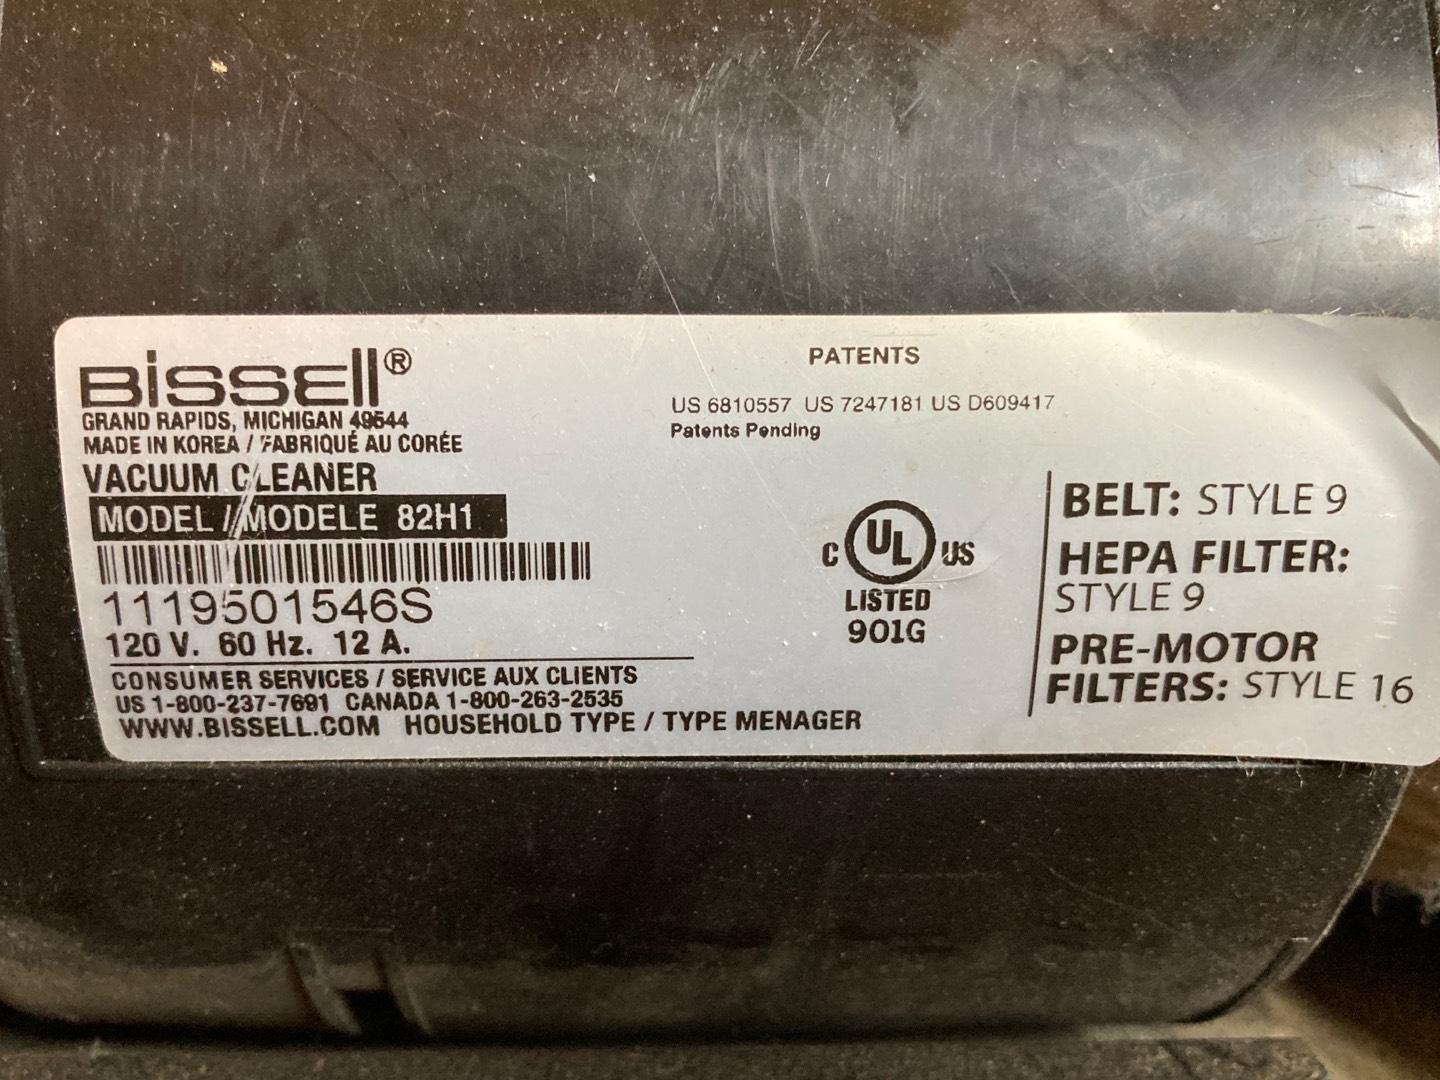 BISSELL®
GRAND RAPIDS, MICHIGAN 49544
MADE IN KOREA / FABRIQUÉ AU CORÉE
VACUUM CLEANER
MODEL / MODELE 82H1
1119501546S
120 V. 60 Hz. 12 A.
CONSUMER SERVICES / SERVICE AUX CLIENTS
US 1-800-237-7691 CANADA 1-800-263-2535
WWW.BISSELL.COM HOUSEHOLD TYPE / TYPE MENAGER
PATENTS
US 6810557 US 7247181 US D609417
Patents Pending
C UL US
LISTED
901G
BELT: STYLE 9
HEPA FILTER:
STYLE 9
PRE-MOTOR
FILTERS: STYLE 16